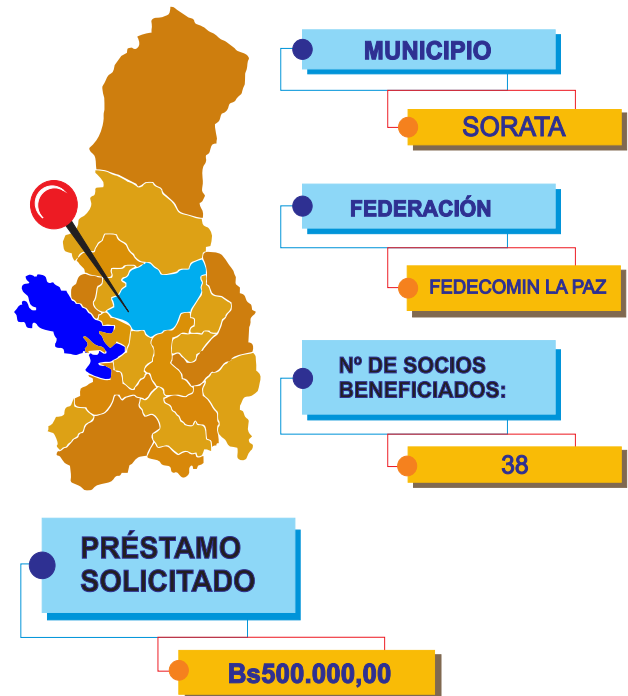 MUNICIPIO
SORATA
FEDERACIÓN
FEDECOMIN LA PAZ
Nº DE SOCIOS
BENEFICIADOS:
38
PRÉSTAMO
SOLICITADO
Bs500.000,00